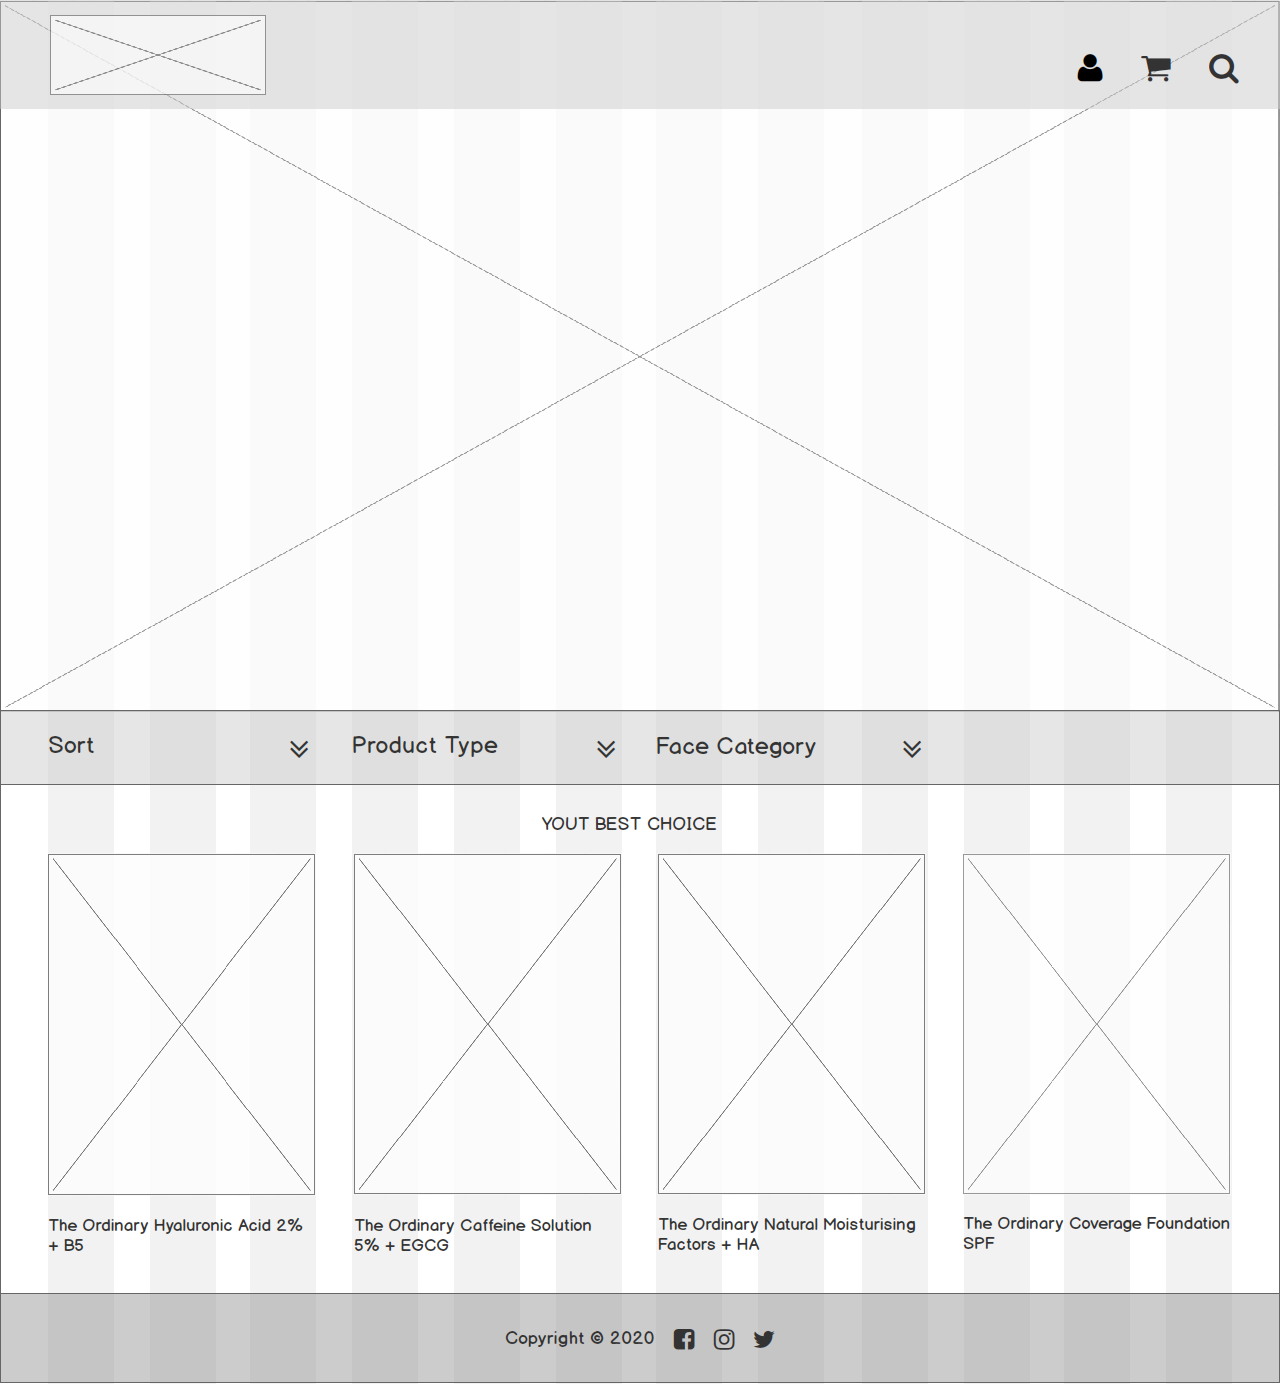 Sort
Product Type
Face Category
YOUT BEST CHOICE
The Ordinary Hyaluronic Acid 2%
+ B5
The Ordinary Caffeine Solution
5% + EGCG
The Ordinary Natural Moisturising
Factors + HA
The Ordinary Coverage Foundation
SPF
Copyright © 2020